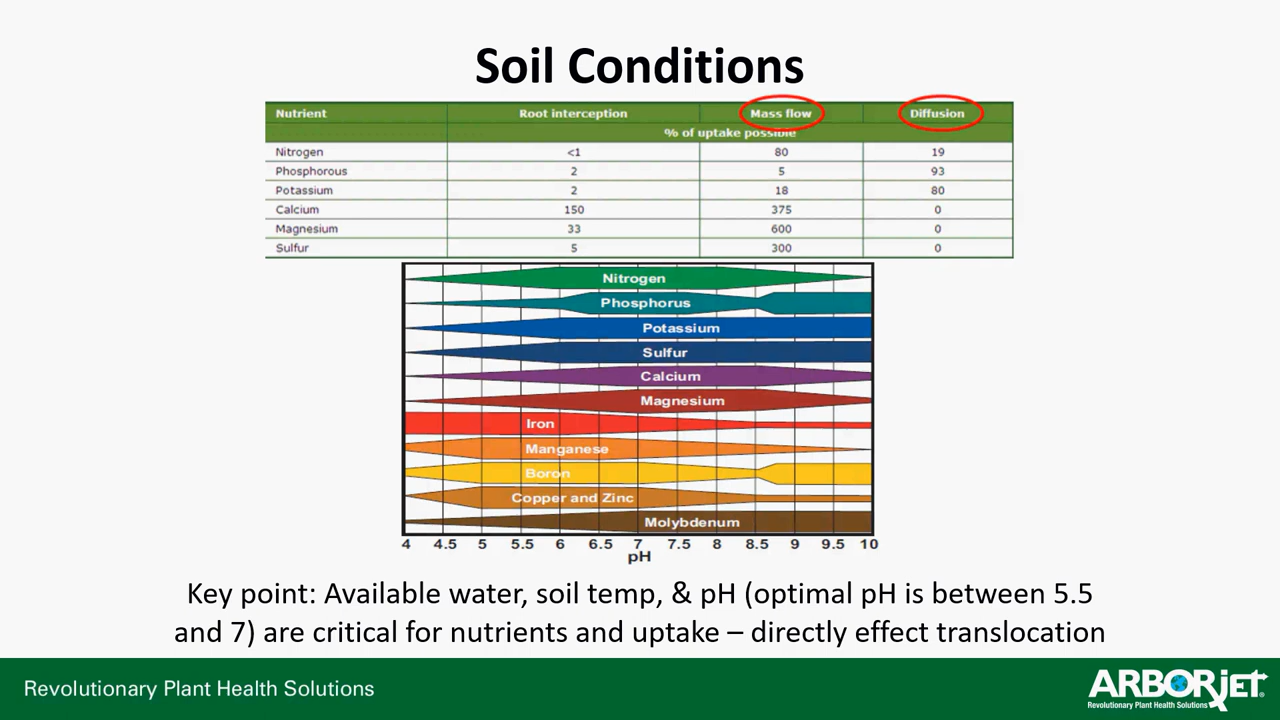 Soil Conditions
Nutrient Root interception Mass flow Diffusion
% of uptake possible
Nitrogen <1 80 19
Phosphorous 2 5 93
Potassium 2 18 80
Calcium 150 375 0
Magnesium 33 600 0
Sulfur 5 300 0
Nitrogen
Phosphorus
Potassium
Sulfur
Calcium
Magnesium
Iron
Manganese
Boron
Copper and Zinc
Molybdenum
4 4.5 5 5.5 6 6.5 7 7.5 8 8.5 9 9.5 10
pH
Key point: Available water, soil temp, & pH (optimal pH is between 5.5
and 7) are critical for nutrients and uptake – directly effect translocation
Revolutionary Plant Health Solutions
ARBORjet
Revolutionary Plant Health Solutions